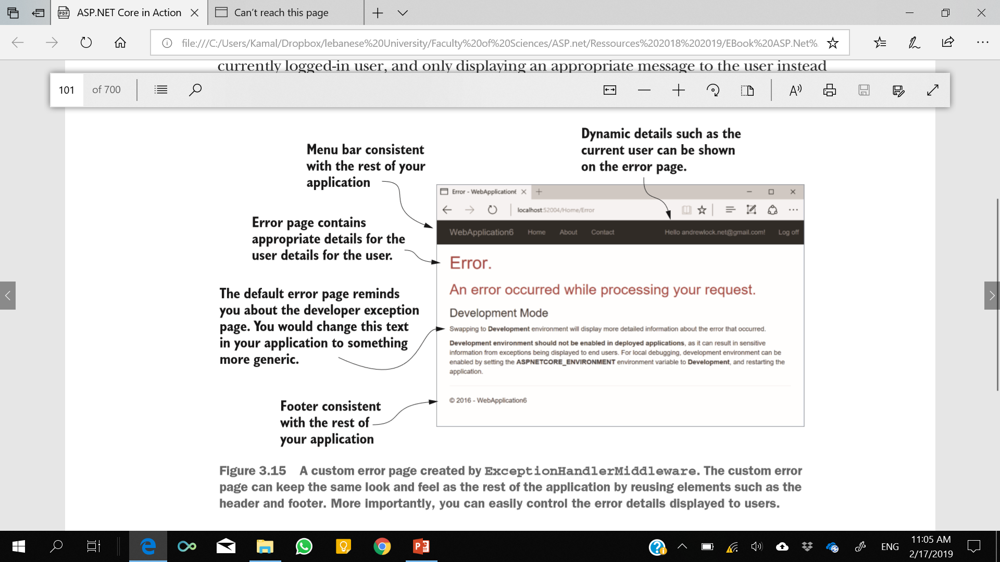 ASP.NET Core in Action
Can't reach this page
file:///C:/Users/Kamal/Dropbox/lebanese%20University/Faculty%20of%20Sciences/ASP.net/Ressources%202018%202019/EBook%20ASP.Net%
currently logged-in user, and only displaying an appropriate message to the user instead
101 of 700
Dynamic details such as the
current user can be shown
on the error page.
Menu bar consistent
with the rest of your
application
Error page contains
appropriate details for the
user details for the user.
The default error page reminds
you about the developer exception
page. You would change this text
in your application to something
more generic.
Footer consistent
with the rest of
your application
Error - WebApplication6
localhost:52004/Home/Error
WebApplication6 Home About Contact Hello andrewlock.net@gmail.com! Log off
Error.
An error occurred while processing your request.
Development Mode
Swapping to Development environment will display more detailed information about the error that occurred.
Development environment should not be enabled in deployed applications, as it can result in sensitive
information from exceptions being displayed to end users. For local debugging, development environment can be
enabled by setting the ASPNETCORE_ENVIRONMENT environment variable to Development, and restarting the
application.
© 2016 - WebApplication6
Figure 3.15 A custom error page created by ExceptionHandlerMiddleware. The custom error
page can keep the same look and feel as the rest of the application by reusing elements such as the
header and footer. More importantly, you can easily control the error details displayed to users.
ENG
11:05 AM
2/17/2019